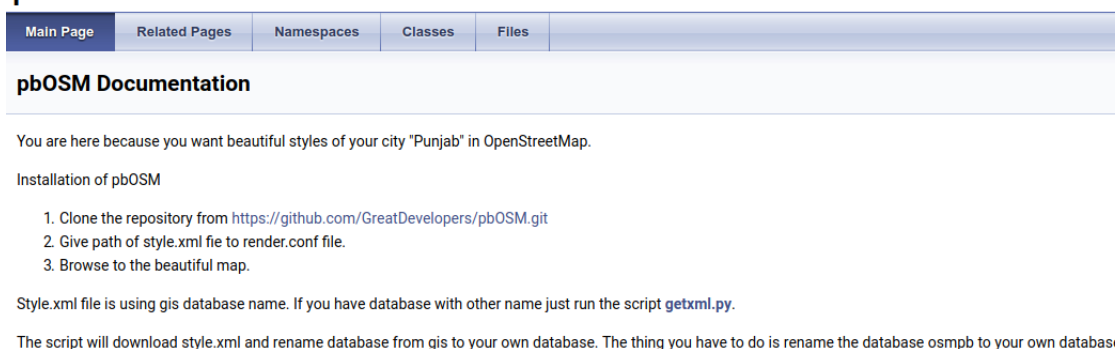 Main Page Related Pages Namespaces Classes Files
pbOSM Documentation
You are here because you want beautiful styles of your city "Punjab" in OpenStreetMap.
Installation of pbOSM
1. Clone the repository from https://github.com/GreatDevelopers/pbOSM.git
2. Give path of style.xml fie to render.conf file.
3. Browse to the beautiful map.
Style.xml file is using gis database name. If you have database with other name just run the script getxml.py.
The script will download style.xml and rename database from gis to your own database. The thing you have to do is rename the database osmpb to your own databas